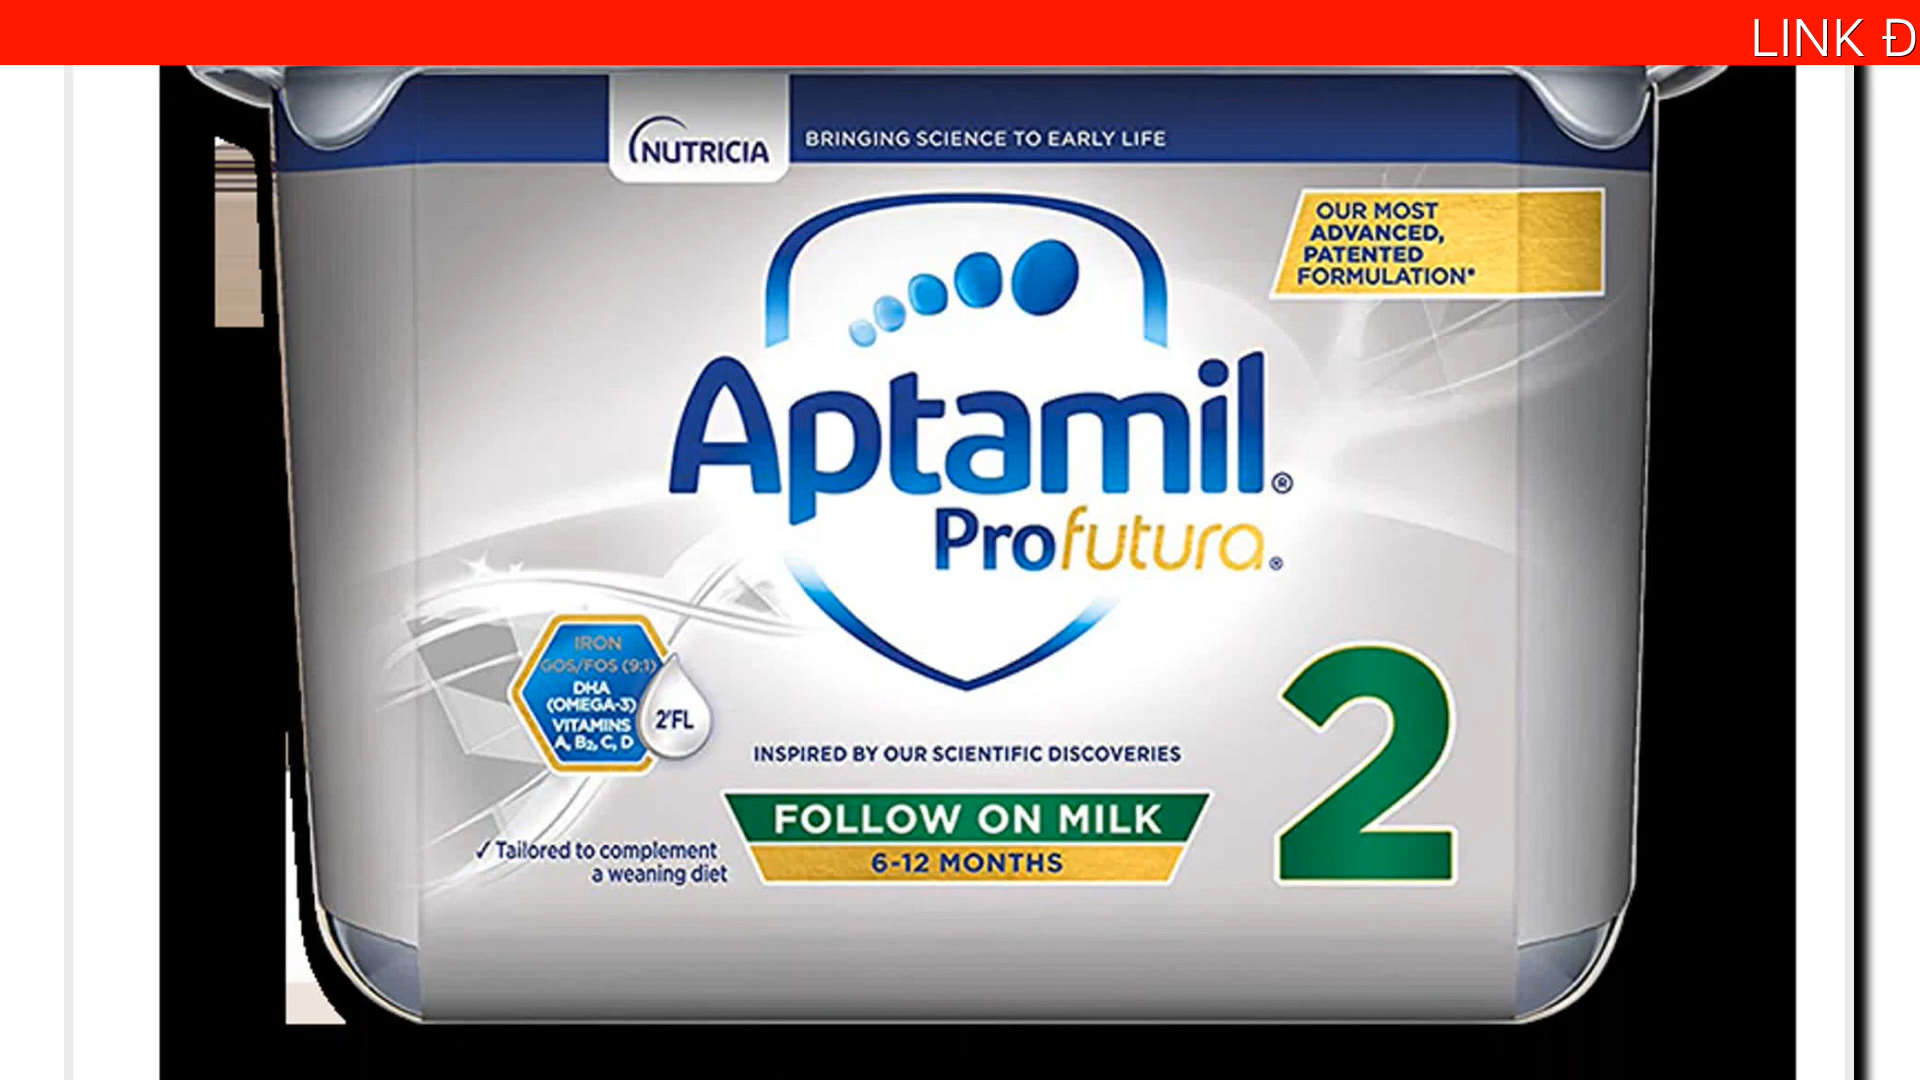 LINK Đ
NUTRICIA
BRINGING SCIENCE TO EARLY LIFE
OUR MOST
ADVANCED,
PATENTED
FORMULATION*
Aptamil®
Profutura®
IRON
GOS/FOS (9:1)
DHA
(OMEGA-3)
VITAMINS
A, B₂, C, D
2'FL
INSPIRED BY OUR SCIENTIFIC DISCOVERIES
FOLLOW ON MILK
6-12 MONTHS
2
✓ Tailored to complement
a weaning diet